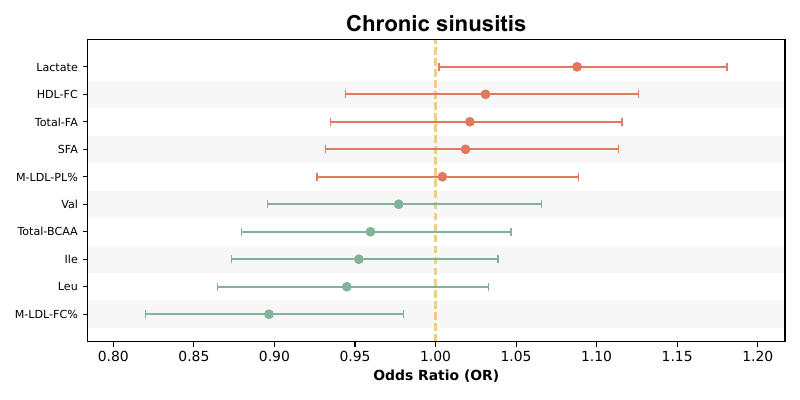 Chronic sinusitis
Lactate
HDL-FC
Total-FA
SFA
M-LDL-PL%
Val
Total-BCAA
Ile
Leu
M-LDL-FC%
0.80 0.85 0.90 0.95 1.00 1.05 1.10 1.15 1.20
Odds Ratio (OR)